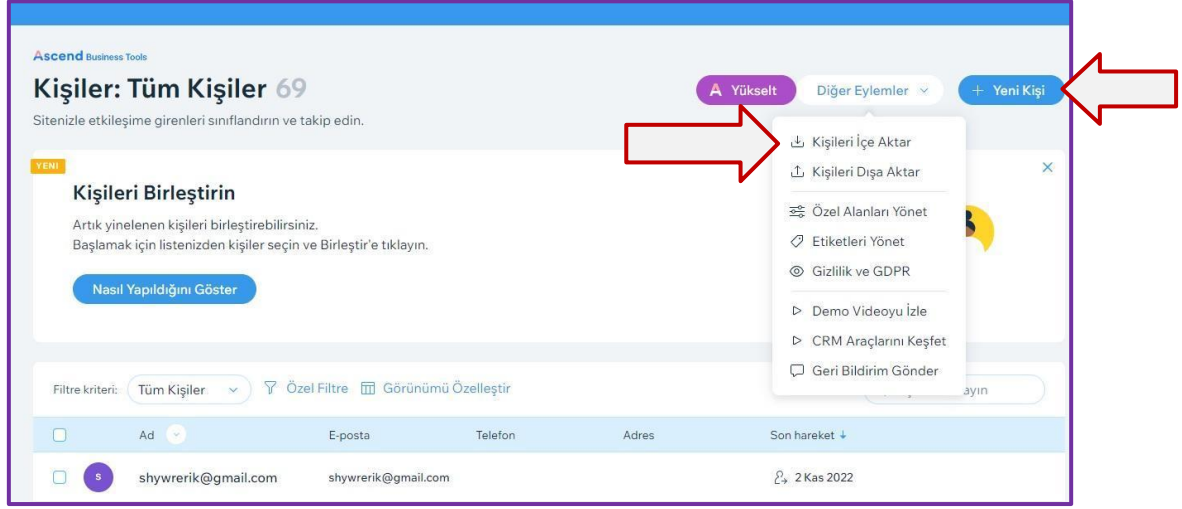 Ascend Business Tools
Kişiler: Tüm Kişiler 69
A Yükselt
Diğer Eylemler
+ Yeni Kişi
Sitenizle etkileşime girenleri sınıflandırın ve takip edin.
Kişileri İçe Aktar
Kişileri Dışa Aktar
Özel Alanları Yönet
Etiketleri Yönet
Gizlilik ve GDPR
Demo Videoyu İzle
CRM Araçlarını Keşfet
Geri Bildirim Gönder
YENI
Kişileri Birleştirin
Artık yinelenen kişileri birleştirebilirsiniz.
Başlamak için listenizden kişiler seçin ve Birleştir'e tıklayın.
Nasıl Yapıldığını Göster
Filtre kriteri: Tüm Kişiler Özel Filtre Görünümü Özelleştir
Ad E-posta Telefon Adres Son hareket
S shywrerik@gmail.com shywrerik@gmail.com 2 Kas 2022